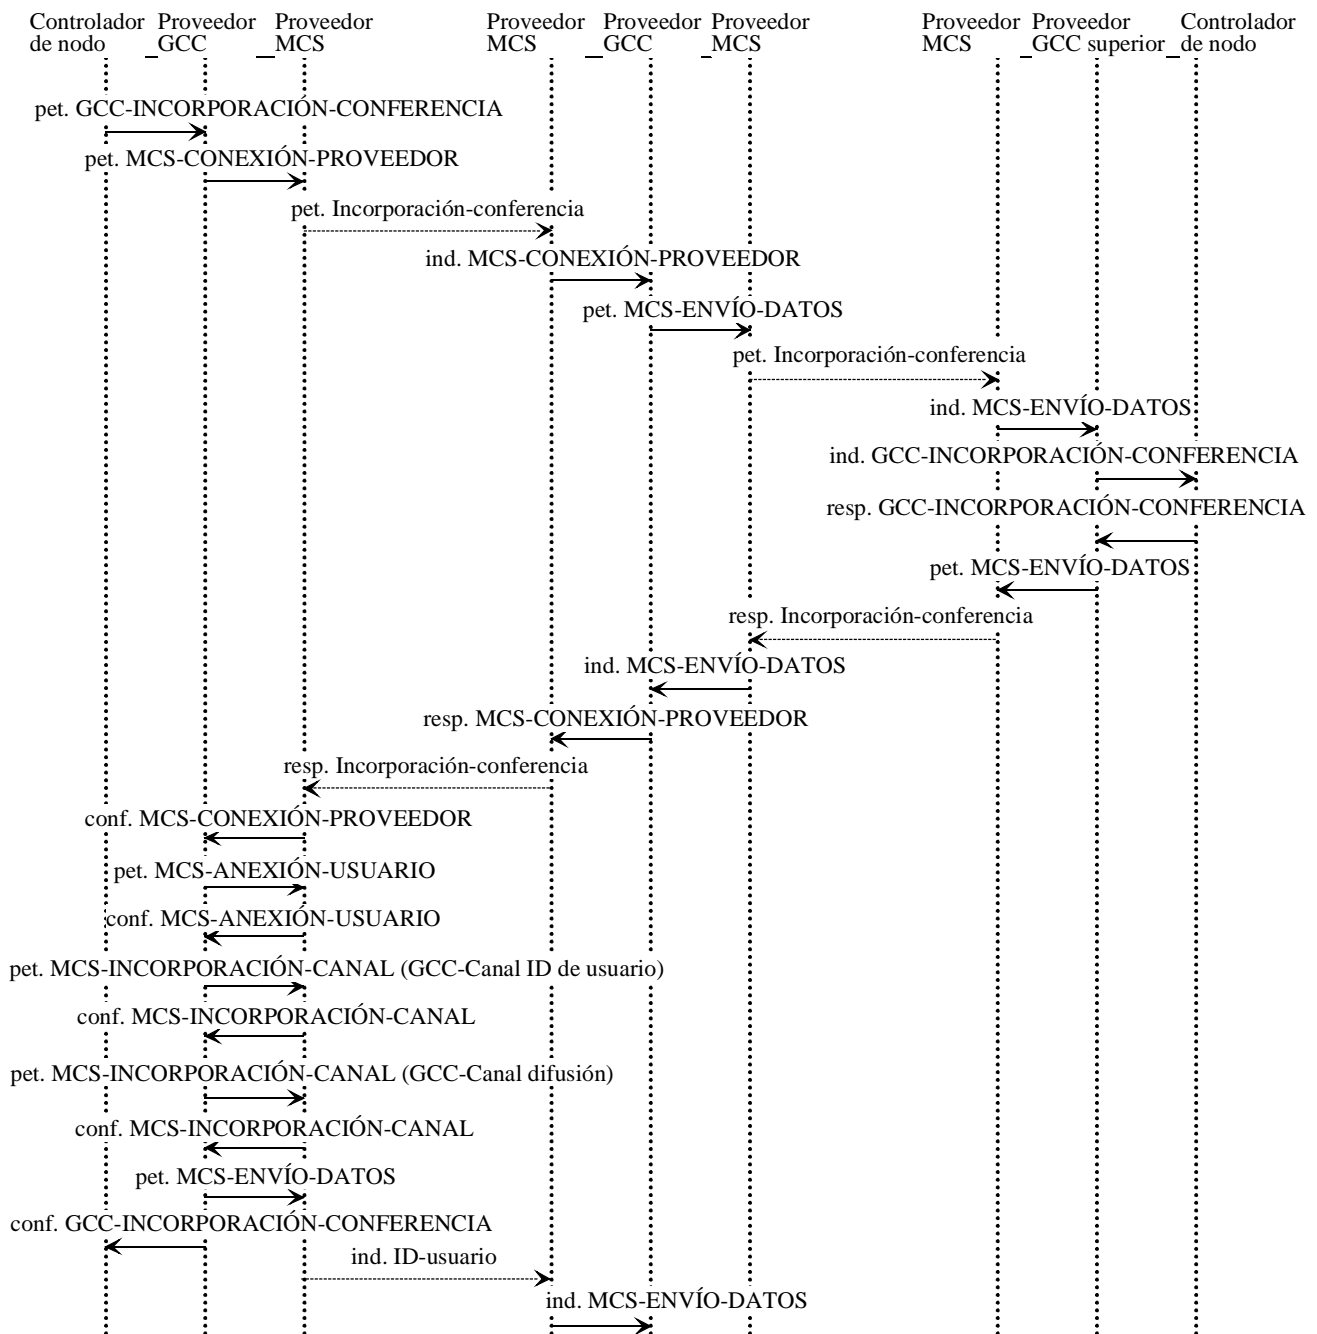 Controlador Proveedor Proveedor Proveedor Proveedor Proveedor Proveedor Proveedor Controlador
de nodo _GCC _MCS MCS _GCC _MCS MCS _GCC superior_de nodo
pet. GCC-INCORPORACIÓN-CONFERENCIA
pet. MCS-CONEXIÓN-PROVEEDOR
pet. Incorporación-conferencia
ind. MCS-CONEXIÓN-PROVEEDOR
pet. MCS-ENVÍO-DATOS
pet. Incorporación-conferencia
ind. MCS-ENVÍO-DATOS
ind. GCC-INCORPORACIÓN-CONFERENCIA
resp. GCC-INCORPORACIÓN-CONFERENCIA
pet. MCS-ENVÍO-DATOS
resp. Incorporación-conferencia
ind. MCS-ENVÍO-DATOS
resp. MCS-CONEXIÓN-PROVEEDOR
resp. Incorporación-conferencia
conf. MCS-CONEXIÓN-PROVEEDOR
pet. MCS-ANEXIÓN-USUARIO
conf. MCS-ANEXIÓN-USUARIO
pet. MCS-INCORPORACIÓN-CANAL (GCC-Canal ID de usuario)
conf. MCS-INCORPORACIÓN-CANAL
pet. MCS-INCORPORACIÓN-CANAL (GCC-Canal difusión)
conf. MCS-INCORPORACIÓN-CANAL
pet. MCS-ENVÍO-DATOS
conf. GCC-INCORPORACIÓN-CONFERENCIA
ind. ID-usuario
ind. MCS-ENVÍO-DATOS